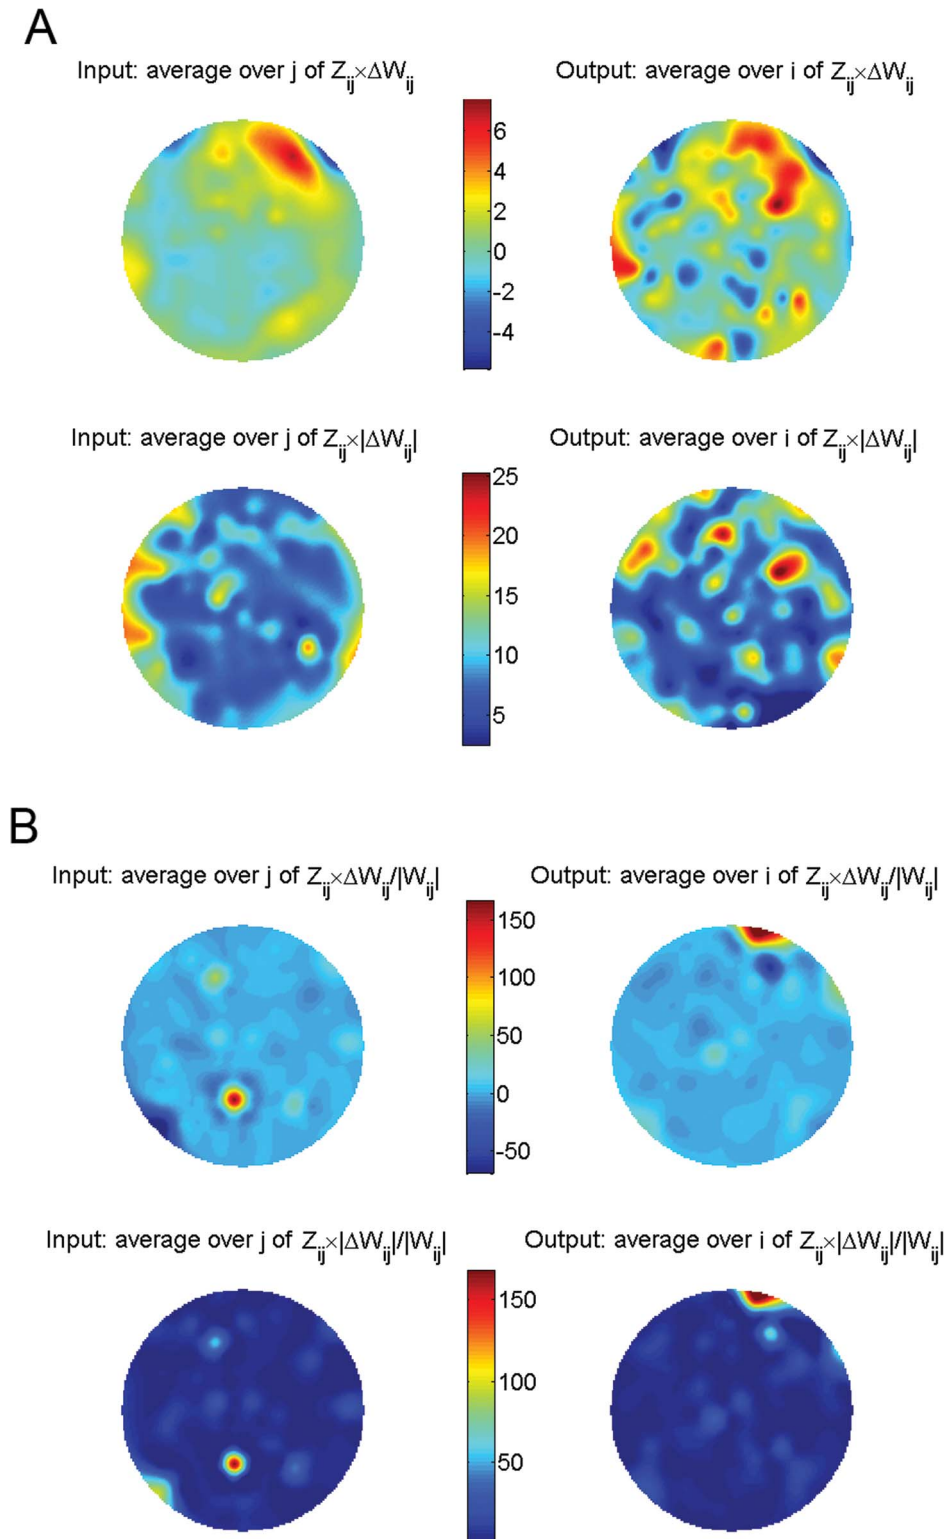 A
Input: average over j of Z_ij×ΔW_ij
Output: average over i of Z_ij×ΔW_ij
6
4
2
0
-2
-4
Input: average over j of Z_ij×|ΔW_ij|
Output: average over i of Z_ij×|ΔW_ij|
25
20
15
10
5
B
Input: average over j of Z_ij×ΔW_ij/|W_ij|
Output: average over i of Z_ij×ΔW_ij/|W_ij|
150
100
50
0
-50
Input: average over j of Z_ij×|ΔW_ij|/|W_ij|
Output: average over i of Z_ij×|ΔW_ij|/|W_ij|
150
100
50